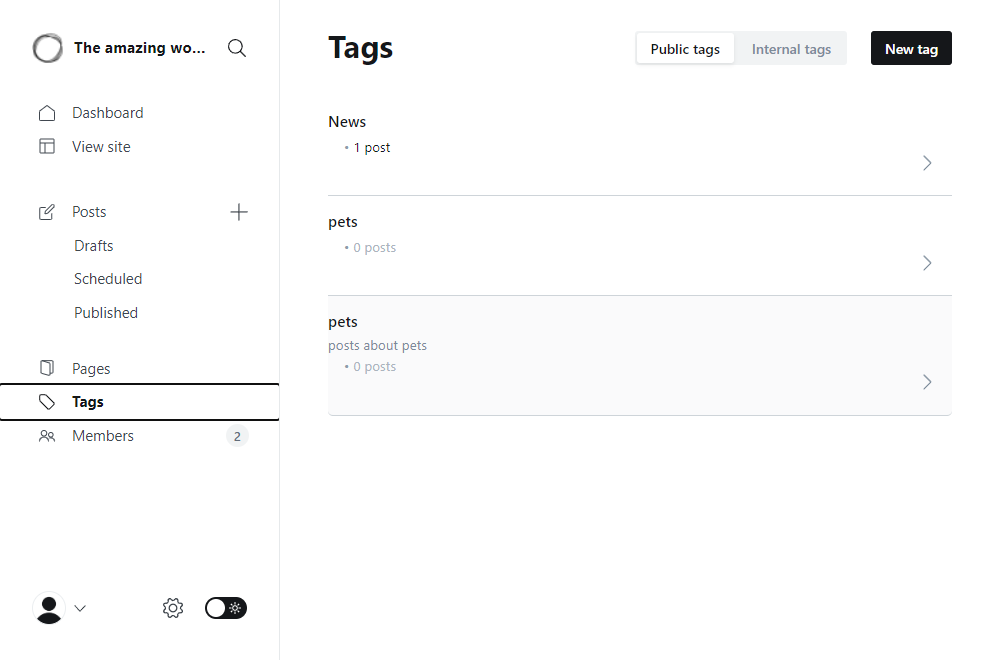 The amazing wo...
Dashboard
View site
Posts
Drafts
Scheduled
Published
Pages
Tags
Members 2
Tags
Public tags Internal tags New tag
News
• 1 post
pets
• 0 posts
pets
posts about pets
• 0 posts